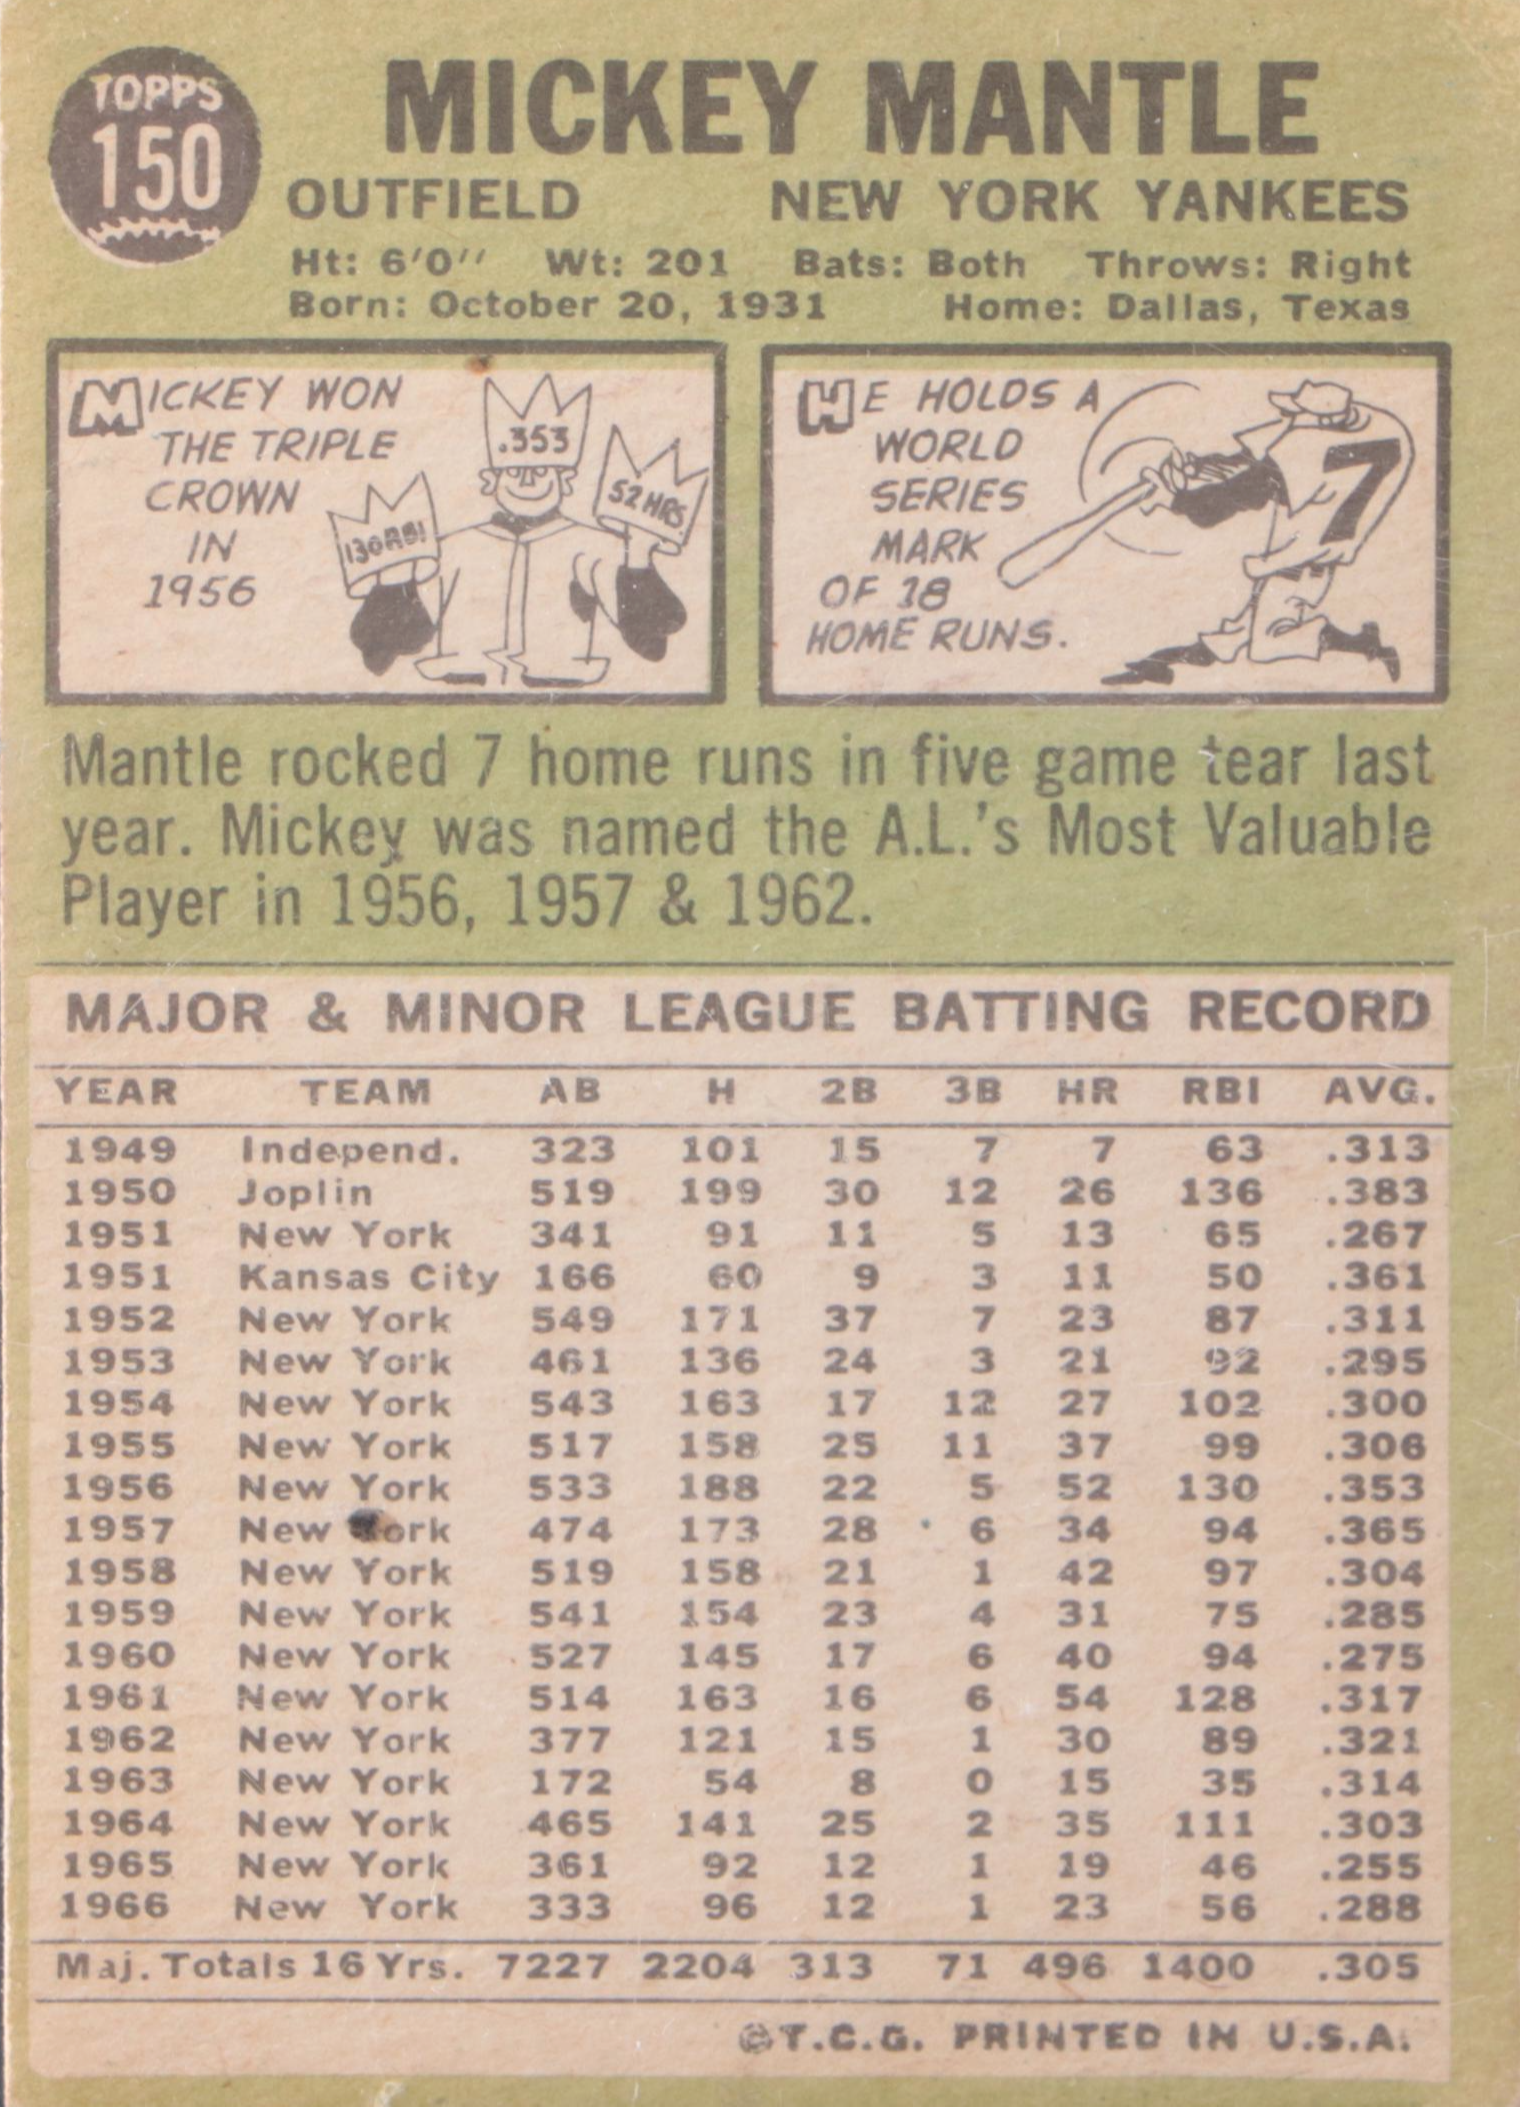 TOPPS
150
MICKEY MANTLE
OUTFIELD NEW YORK YANKEES
Ht: 6'0'' Wt: 201 Bats: Both Throws: Right
Born: October 20, 1931 Home: Dallas, Texas
MICKEY WON
THE TRIPLE
CROWN
IN
1956
.353
130 RBI
52 HRS.
HE HOLDS A
WORLD
SERIES
MARK
OF 18
HOME RUNS.
7
Mantle rocked 7 home runs in five game tear last
year. Mickey was named the A.L.'s Most Valuable
Player in 1956, 1957 & 1962.
MAJOR & MINOR LEAGUE BATTING RECORD
YEAR TEAM AB H 2B 3B HR RBI AVG.
1949 Independ. 323 101 15 7 7 63 .313
1950 Joplin 519 199 30 12 26 136 .383
1951 New York 341 91 11 5 13 65 .267
1951 Kansas City 166 60 9 3 11 50 .361
1952 New York 549 171 37 7 23 87 .311
1953 New York 461 136 24 3 21 92 .295
1954 New York 543 163 17 12 27 102 .300
1955 New York 517 158 25 11 37 99 .306
1956 New York 533 188 22 5 52 130 .353
1957 New York 474 173 28 6 34 94 .365
1958 New York 519 158 21 1 42 97 .304
1959 New York 541 154 23 4 31 75 .285
1960 New York 527 145 17 6 40 94 .275
1961 New York 514 163 16 6 54 128 .317
1962 New York 377 121 15 1 30 89 .321
1963 New York 172 54 8 0 15 35 .314
1964 New York 465 141 25 2 35 111 .303
1965 New York 361 92 12 1 19 46 .255
1966 New York 333 96 12 1 23 56 .288
Maj. Totals 16 Yrs. 7227 2204 313 71 496 1400 .305
©T.C.G. PRINTED IN U.S.A.